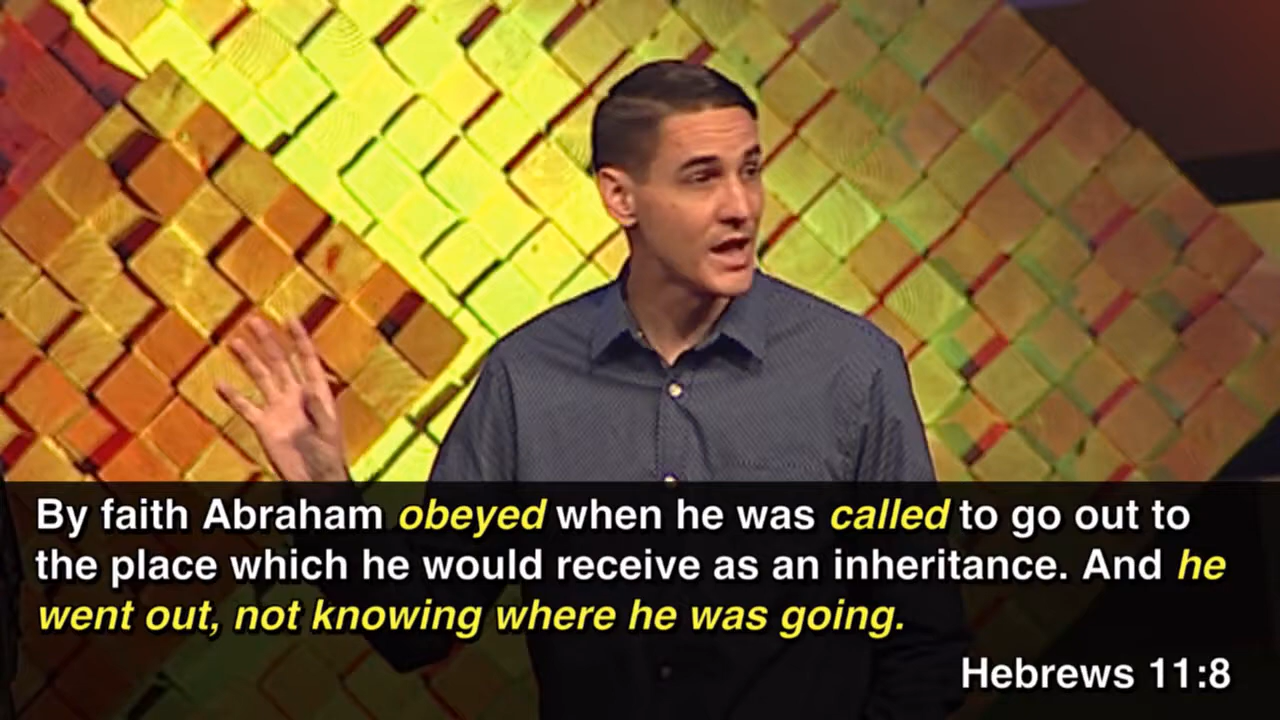 By faith Abraham obeyed when he was called to go out to
the place which he would receive as an inheritance. And he
went out, not knowing where he was going.
Hebrews 11:8